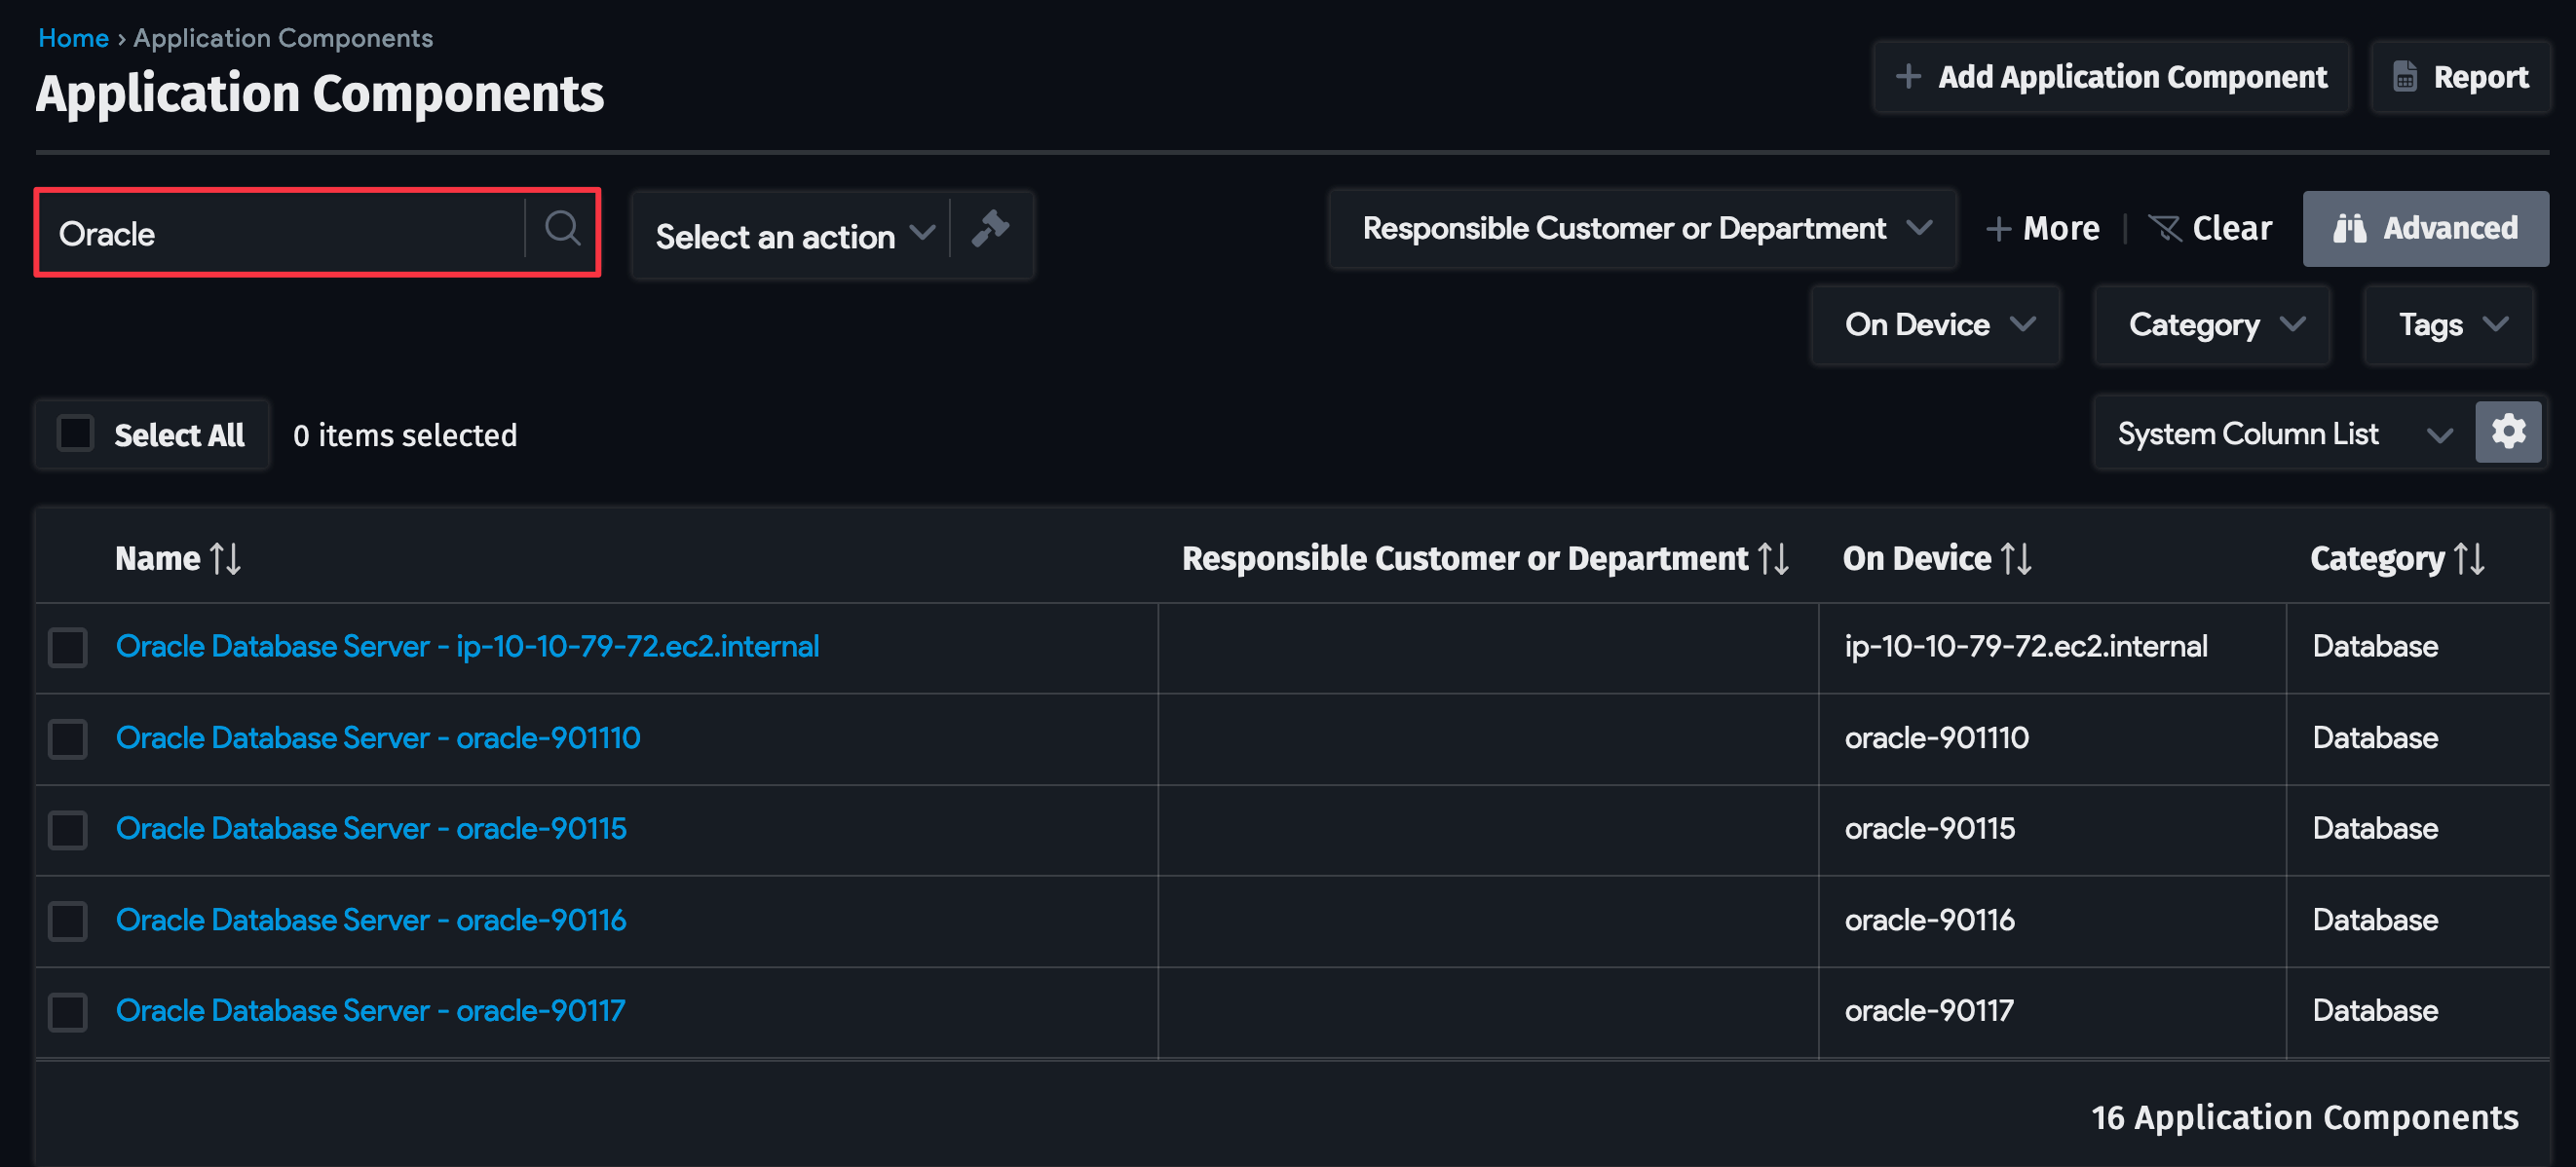 Home › Application Components
Application Components
Add Application Component
Report
Oracle
Select an action
Responsible Customer or Department
More
Clear
Advanced
On Device
Category
Tags
Select All
0 items selected
System Column List
Name Responsible Customer or Department On Device Category
Oracle Database Server - ip-10-10-79-72.ec2.internal ip-10-10-79-72.ec2.internal Database
Oracle Database Server - oracle-901110 oracle-901110 Database
Oracle Database Server - oracle-90115 oracle-90115 Database
Oracle Database Server - oracle-90116 oracle-90116 Database
Oracle Database Server - oracle-90117 oracle-90117 Database
16 Application Components